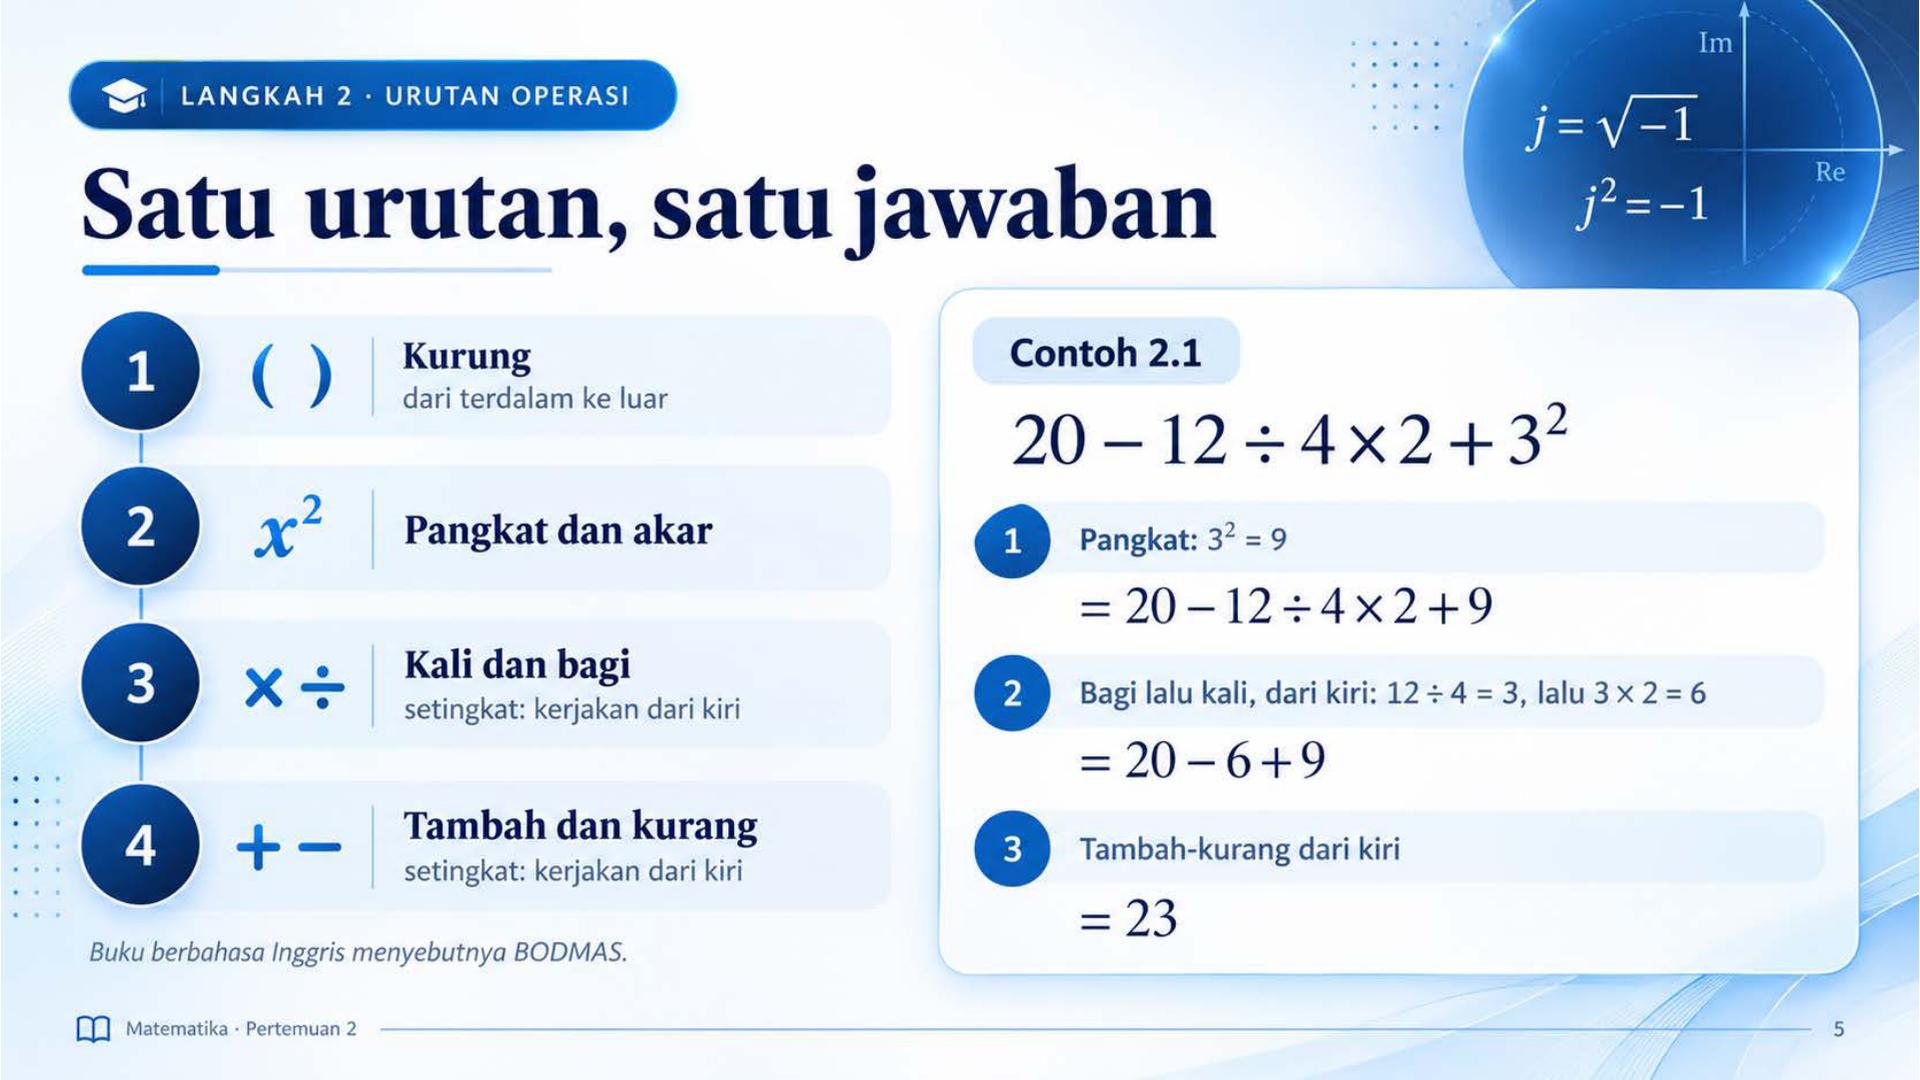 LANGKAH 2 · URUTAN OPERASI
Satu urutan, satu jawaban
Im
j = √−1
Re
j² = −1
1
( )
Kurung
dari terdalam ke luar
2
x²
Pangkat dan akar
3
× ÷
Kali dan bagi
setingkat: kerjakan dari kiri
4
+ −
Tambah dan kurang
setingkat: kerjakan dari kiri
Buku berbahasa Inggris menyebutnya BODMAS.
Contoh 2.1
20 − 12 ÷ 4 × 2 + 3²
1 Pangkat: 3² = 9
= 20 − 12 ÷ 4 × 2 + 9
2 Bagi lalu kali, dari kiri: 12 ÷ 4 = 3, lalu 3 × 2 = 6
= 20 − 6 + 9
3 Tambah-kurang dari kiri
= 23
Matematika · Pertemuan 2
5